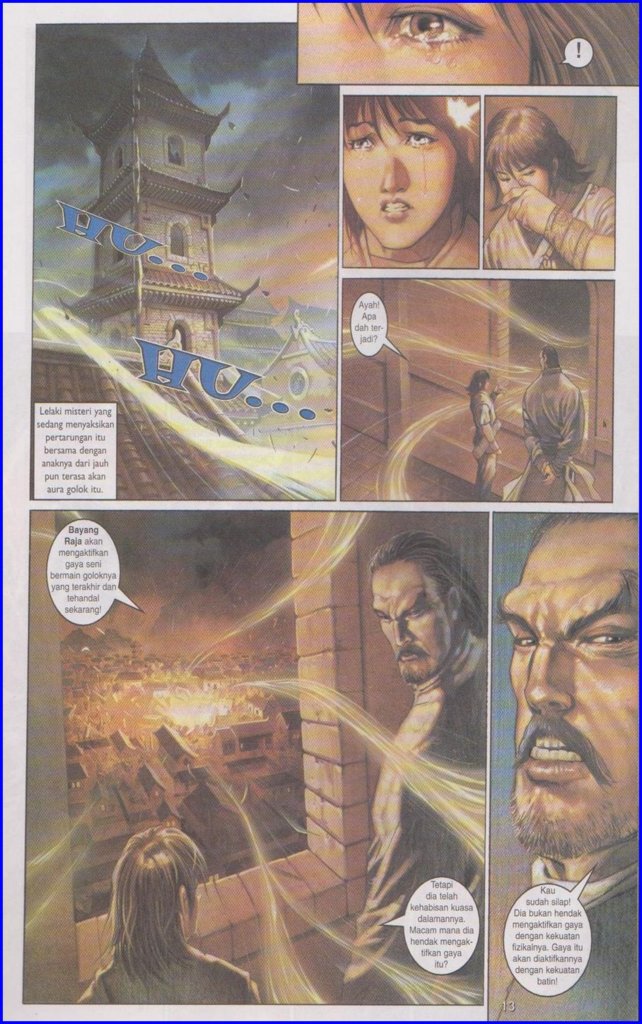 !
HU...
HU...
Lelaki misteri yang
sedang menyaksikan
pertarungan itu
bersama dengan
anaknya dari jauh
pun terasa akan
aura golok itu.
Ayah!
Apa
dah ter-
jadi?
Bayang
Raja akan
mengaktifkan
gaya seni
bermain goloknya
yang terakhir dan
tehandal
sekarang!
Tetapi
dia telah
kehabisan kuasa
dalamannya.
Macam mana dia
hendak mengak-
tifkan gaya
itu?
Kau
sudah silap!
Dia bukan hendak
mengaktifkan gaya
dengan kekuatan
fizikalnya. Gaya itu
akan diaktifkannya
dengan kekuatan
batin!
13